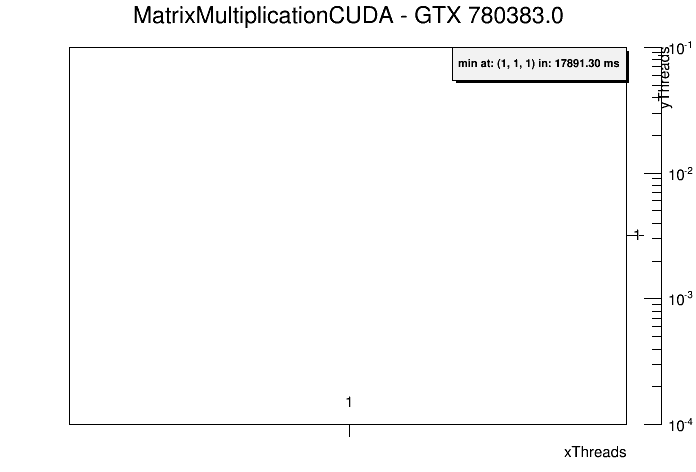 MatrixMultiplicationCUDA - GTX 780383.0
min at: (1, 1, 1) in: 17891.30 ms
yThreads
10-1
10-2
1
10-3
1
10-4
xThreads